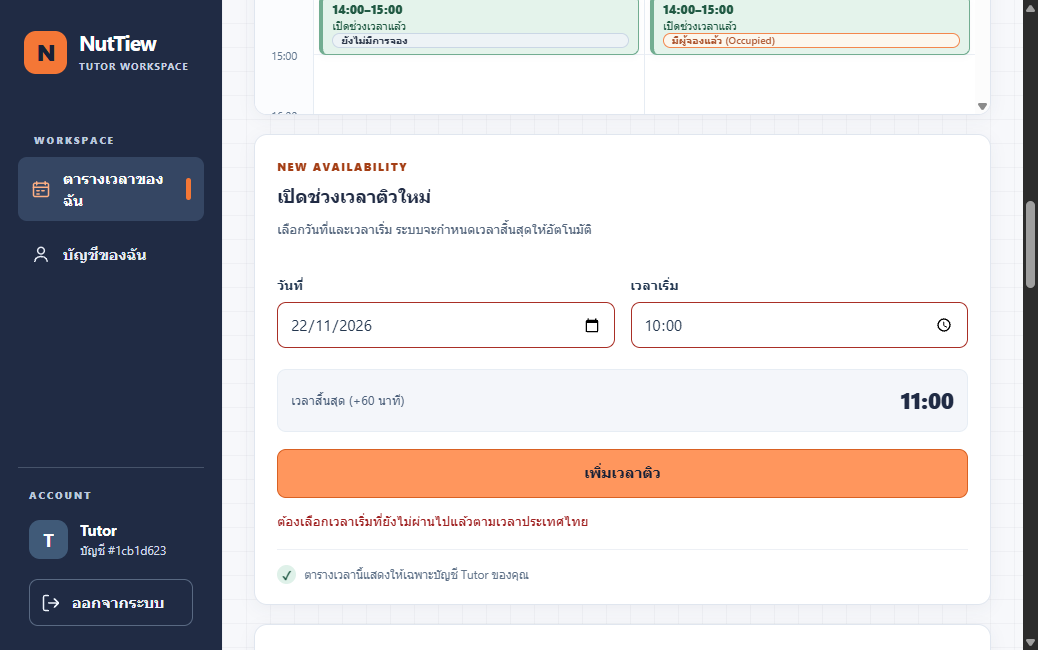 N
NutTiew
TUTOR WORKSPACE
WORKSPACE
ตารางเวลาของ
ฉัน
บัญชีของฉัน
ACCOUNT
T
Tutor
บัญชี #1cb1d623
ออกจากระบบ
14:00–15:00
เปิดช่วงเวลาแล้ว
ยังไม่มีการจอง
14:00–15:00
เปิดช่วงเวลาแล้ว
มีผู้จองแล้ว (Occupied)
15:00
NEW AVAILABILITY
เปิดช่วงเวลาติวใหม่
เลือกวันที่และเวลาเริ่ม ระบบจะกำหนดเวลาสิ้นสุดให้อัตโนมัติ
วันที่
เวลาเริ่ม
22/11/2026
10:00
เวลาสิ้นสุด (+60 นาที)
11:00
เพิ่มเวลาติว
ต้องเลือกเวลาเริ่มที่ยังไม่ผ่านไปแล้วตามเวลาประเทศไทย
ตารางเวลานี้แสดงให้เฉพาะบัญชี Tutor ของคุณ